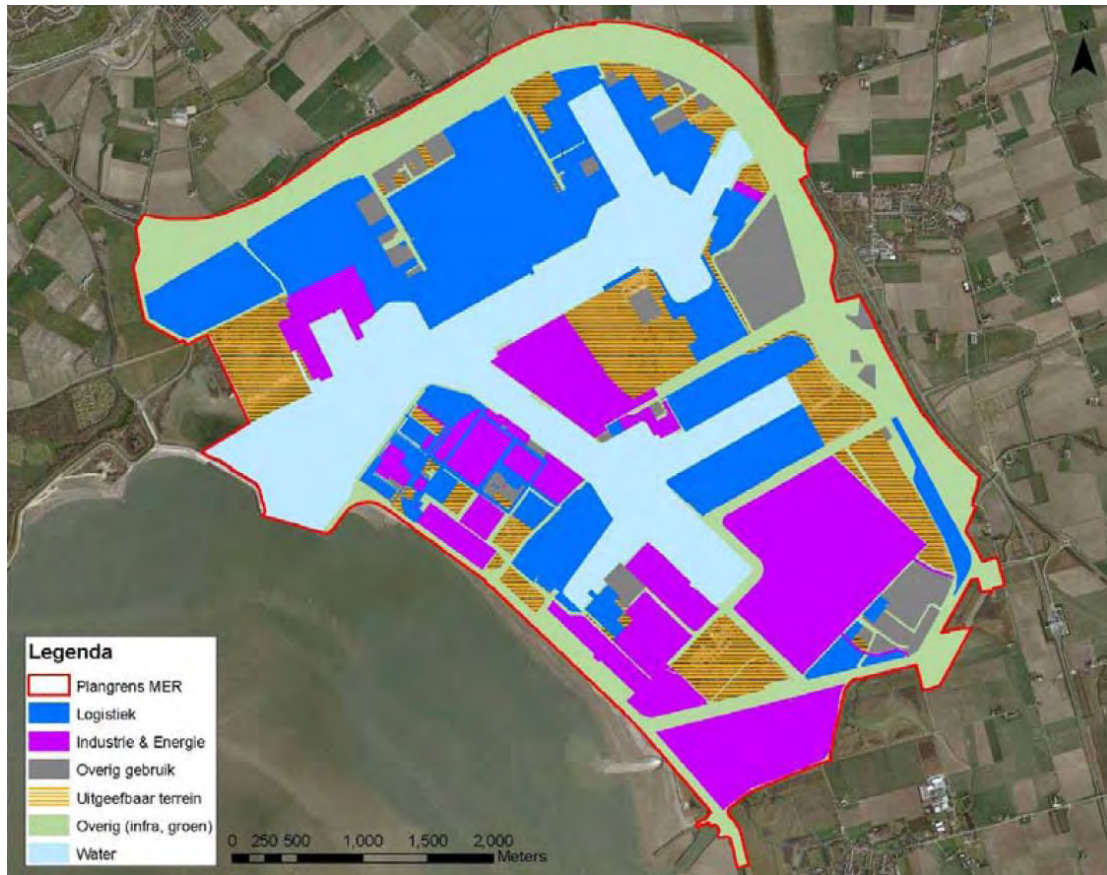 N
Legenda
Plangrens MER
Logistiek
Industrie & Energie
Overig gebruik
Uitgeefbaar terrein
Overig (infra, groen)
Water
0 250 500 1,000 1,500 2,000
Meters